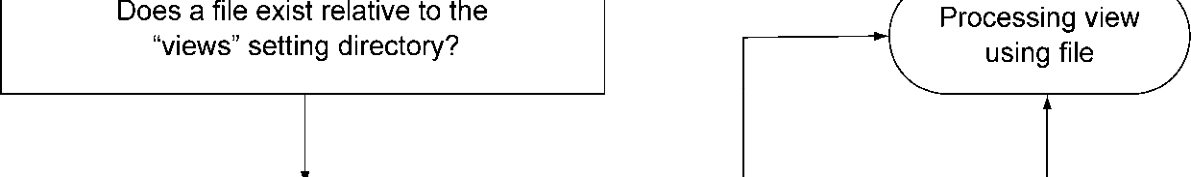 Does a file exist relative to the
“views” setting directory?
Processing view
using file